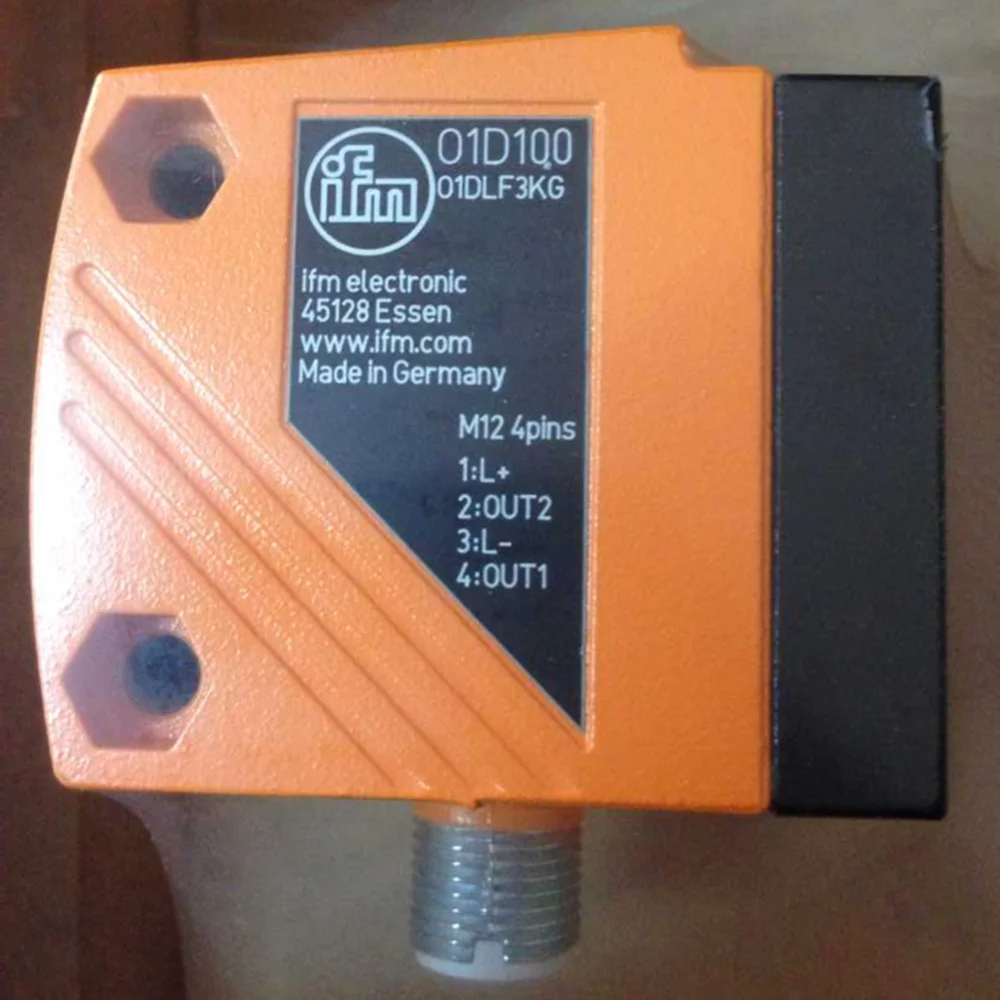 ifm
O1D100
O1DLF3KG
ifm electronic
45128 Essen
www.ifm.com
Made in Germany
M12 4pins
1:L+
2:OUT2
3:L-
4:OUT1